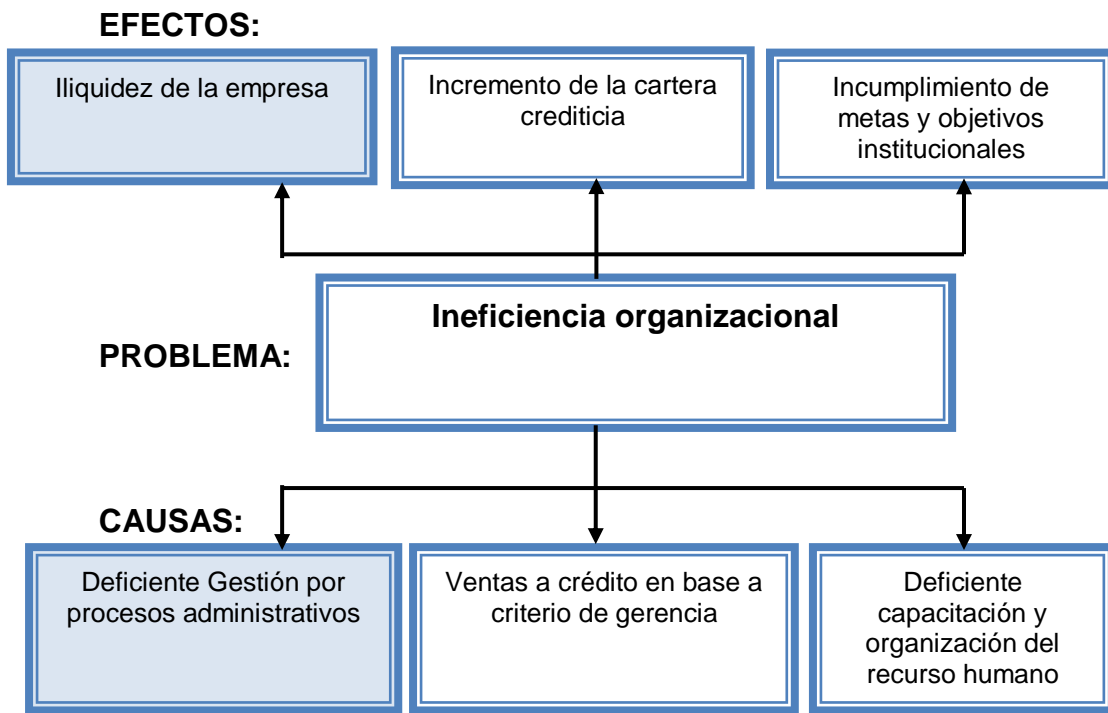 EFECTOS:
Iliquidez de la empresa
Incremento de la cartera
crediticia
Incumplimiento de
metas y objetivos
institucionales
PROBLEMA:
Ineficiencia organizacional
CAUSAS:
Deficiente Gestión por
procesos administrativos
Ventas a crédito en base a
criterio de gerencia
Deficiente
capacitación y
organización del
recurso humano